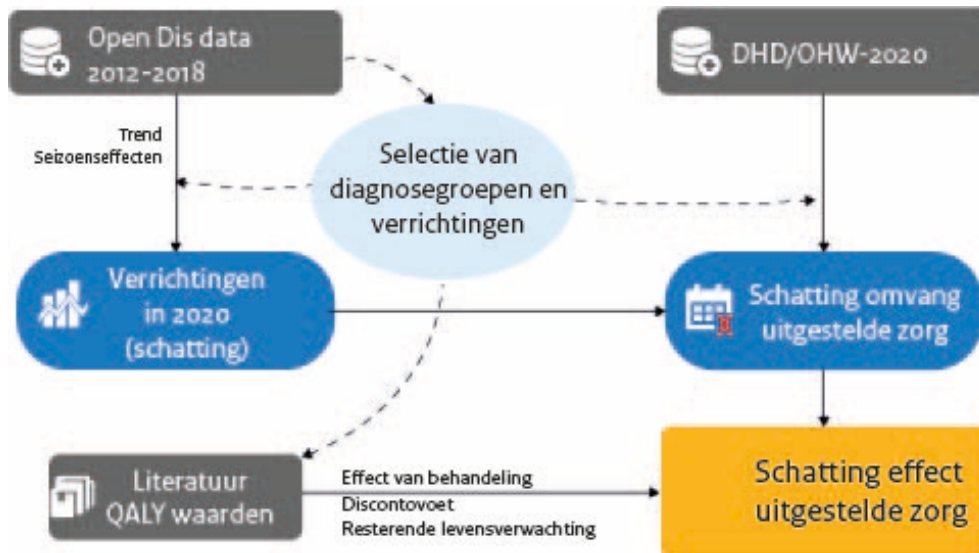 Open Dis data
2012-2018
DHD/OHW-2020
Trend
Seizoenseffecten
Selectie van
diagnosegroepen en
verrichtingen
Verrichtingen
in 2020
(schatting)
Schatting omvang
uitgestelde zorg
Literatuur
QALY waarden
Effect van behandeling
Discontovoet
Resterende levensverwachting
Schatting effect
uitgestelde zorg